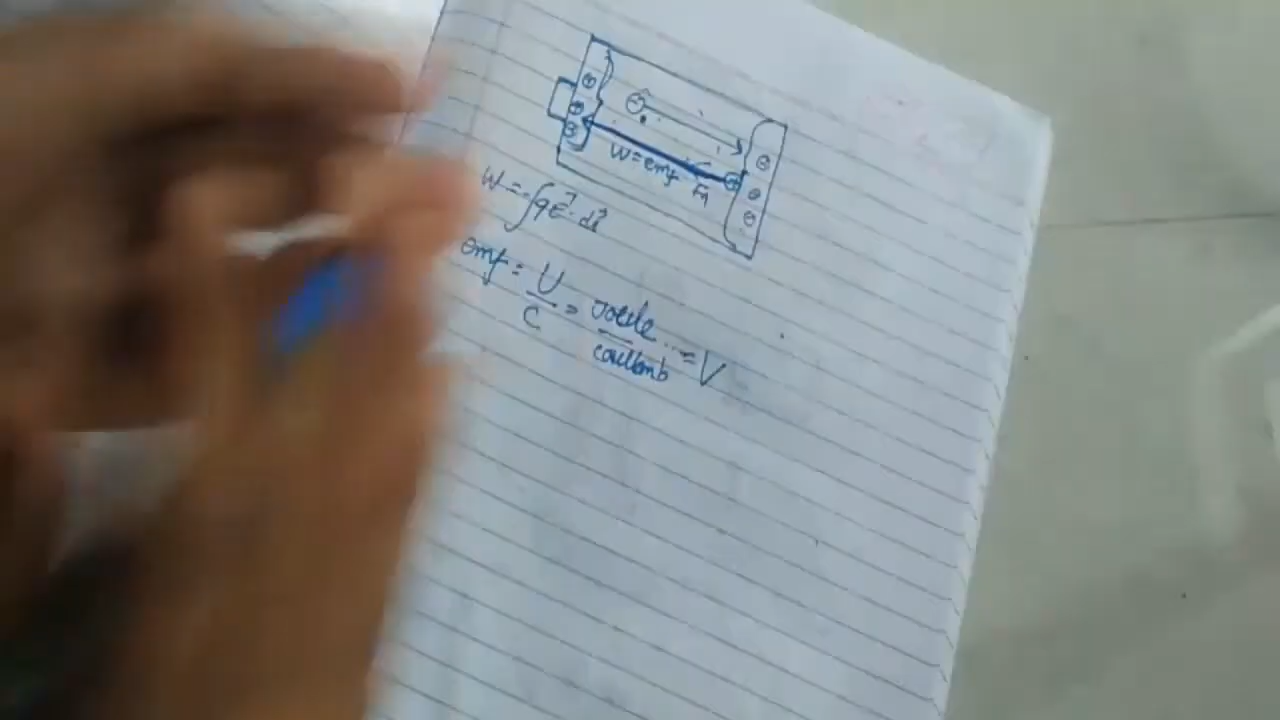 W = emf
W = ∫qE⃗·dl⃗
emf = U/C = Joule/coulomb = V